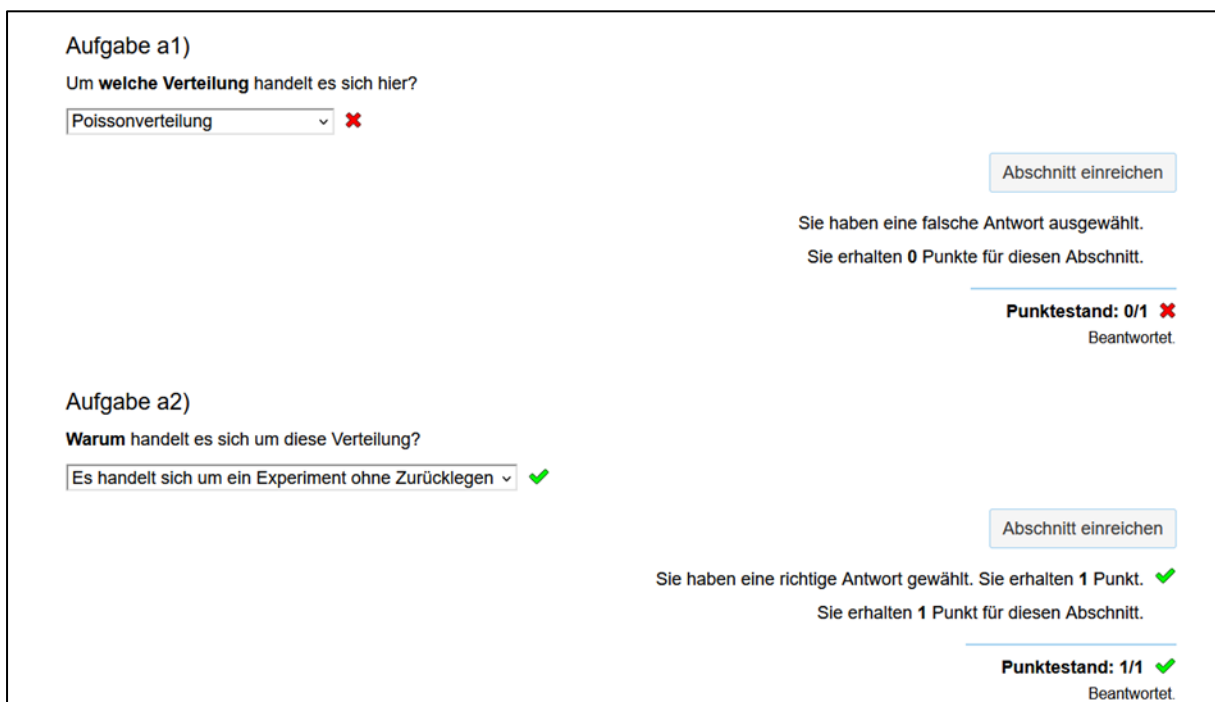 Aufgabe a1)
Um welche Verteilung handelt es sich hier?
Poissonverteilung
Abschnitt einreichen
Sie haben eine falsche Antwort ausgewählt.
Sie erhalten 0 Punkte für diesen Abschnitt.
Punktestand: 0/1
Beantwortet.
Aufgabe a2)
Warum handelt es sich um diese Verteilung?
Es handelt sich um ein Experiment ohne Zurücklegen
Abschnitt einreichen
Sie haben eine richtige Antwort gewählt. Sie erhalten 1 Punkt.
Sie erhalten 1 Punkt für diesen Abschnitt.
Punktestand: 1/1
Beantwortet.